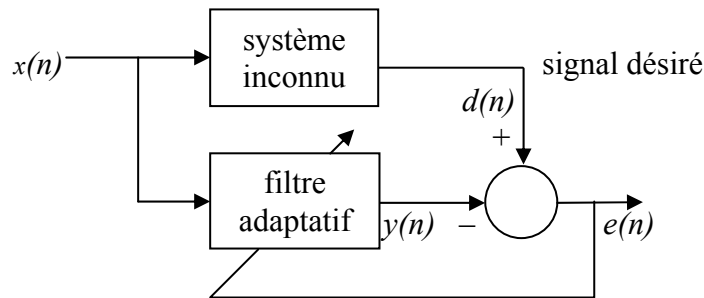 système
inconnu
x(n)
signal désiré
d(n)
+
filtre
adaptatif
y(n)
−
e(n)